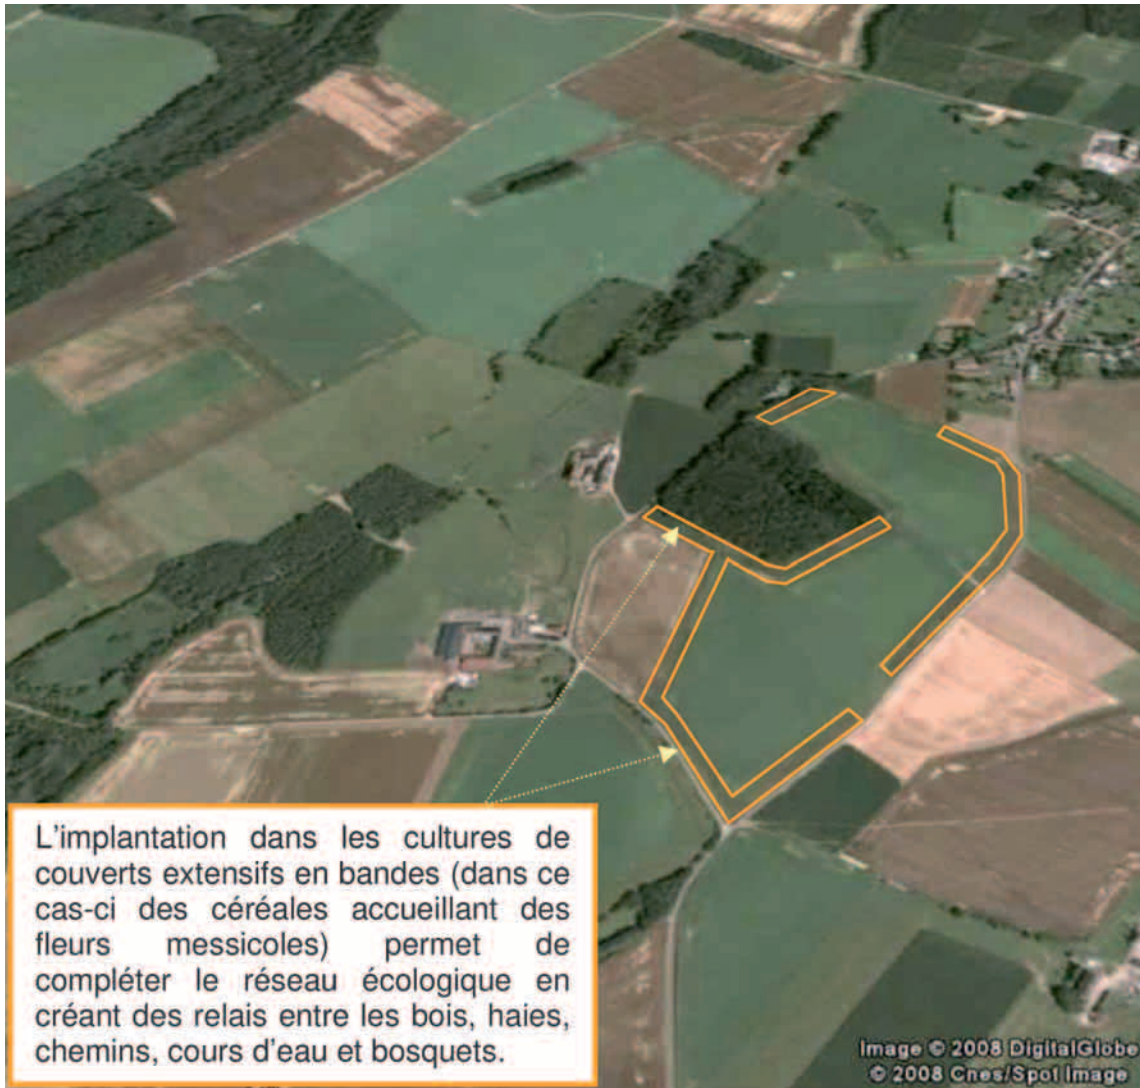 L'implantation dans les cultures de
couverts extensifs en bandes (dans ce
cas-ci des céréales accueillant des
fleurs messicoles) permet de
compléter le réseau écologique en
créant des relais entre les bois, haies,
chemins, cours d'eau et bosquets.
Image © 2008 DigitalGlobe
© 2008 Cnes/Spot Image